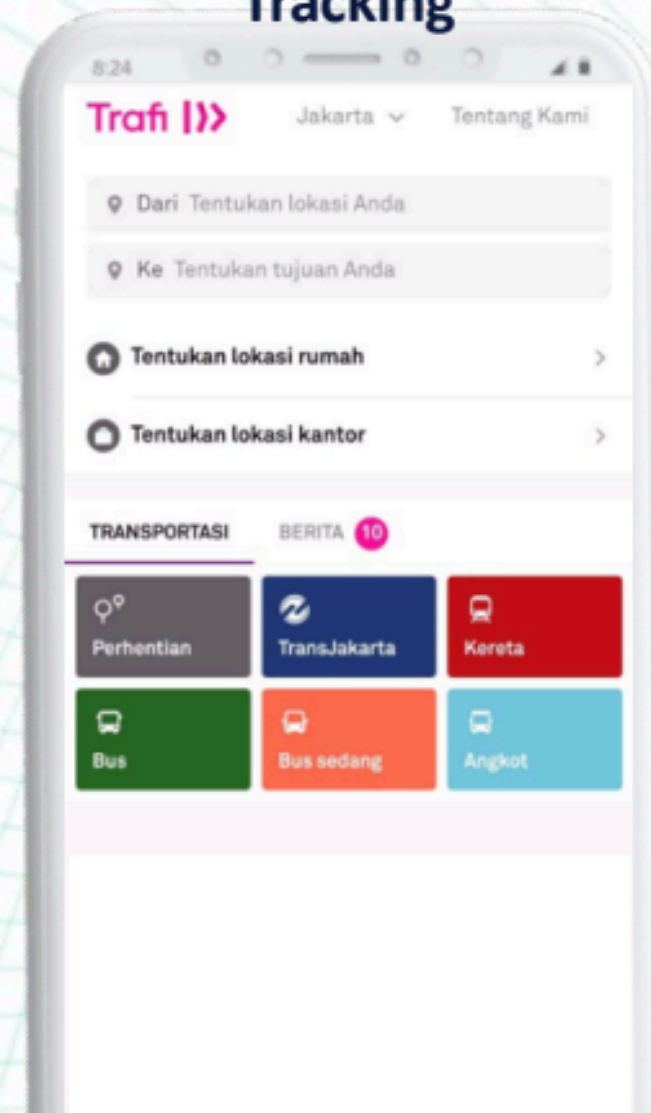 Tracking
8:24
Trafi Jakarta Tentang Kami
Dari Tentukan lokasi Anda
Ke Tentukan tujuan Anda
Tentukan lokasi rumah
Tentukan lokasi kantor
TRANSPORTASI BERITA 10
Perhentian TransJakarta Kereta
Bus Bus sedang Angkot